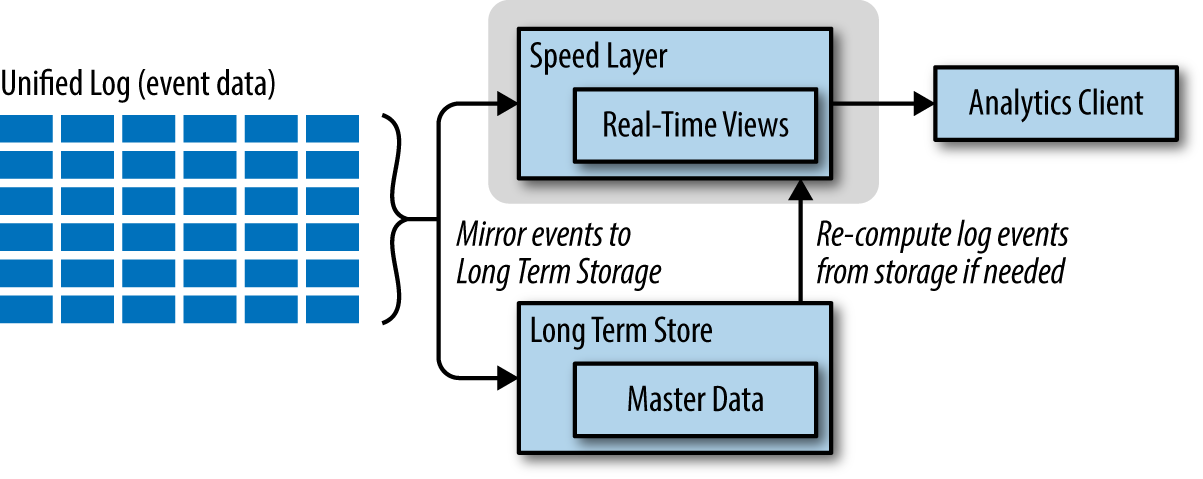 Unified Log (event data)
Speed Layer
Real-Time Views
Analytics Client
Mirror events to
Long Term Storage
Re-compute log events
from storage if needed
Long Term Store
Master Data